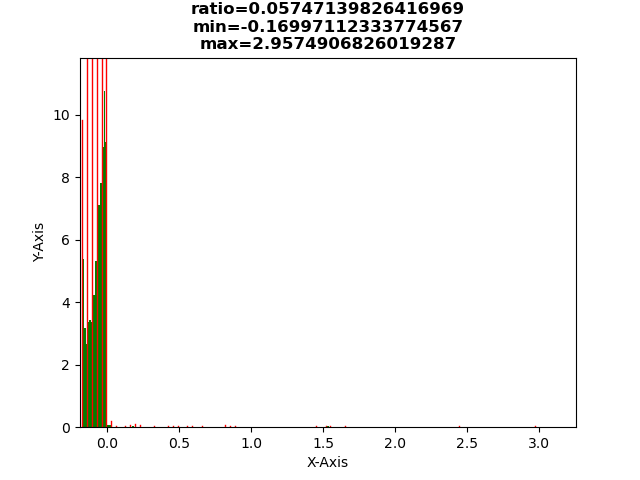 ratio=0.05747139826416969
min=-0.16997112333774567
max=2.9574906826019287
10
8
6
4
2
0
Y-Axis
0.0 0.5 1.0 1.5 2.0 2.5 3.0
X-Axis